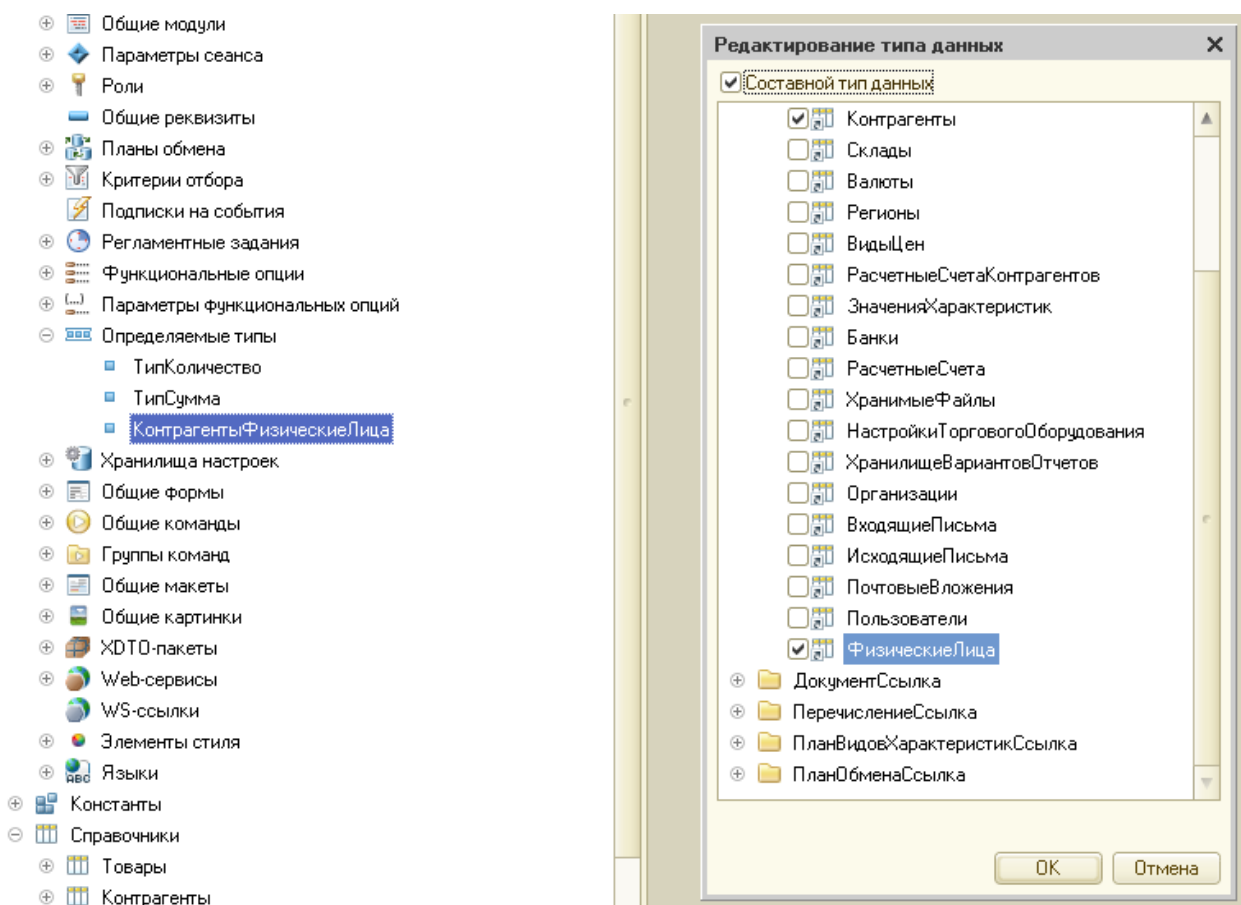 Общие модули
Параметры сеанса
Роли
Общие реквизиты
Планы обмена
Критерии отбора
Подписки на события
Регламентные задания
Функциональные опции
(...)
Параметры функциональных опций
Определяемые типы
ТипКоличество
ТипСумма
КонтрагентыФизическиеЛица
Хранилища настроек
Общие формы
Общие команды
Группы команд
Общие макеты
Общие картинки
XDTO-пакеты
Web-сервисы
WS-ссылки
Элементы стиля
ABC
Языки
Константы
Справочники
Товары
Контрагенты
Редактирование типа данных
Составной тип данных
Контрагенты
Склады
Валюты
Регионы
ВидыЦен
РасчетныеСчетаКонтрагентов
ЗначенияХарактеристик
Банки
РасчетныеСчета
ХранимыеФайлы
НастройкиТорговогоОборудования
ХранилищеВариантовОтчетов
Организации
ВходящиеПисьма
ИсходящиеПисьма
ПочтовыеВложения
Пользователи
ФизическиеЛица
ДокументСсылка
ПеречислениеСсылка
ПланВидовХарактеристикСсылка
ПланОбменаСсылка
OK
Отмена